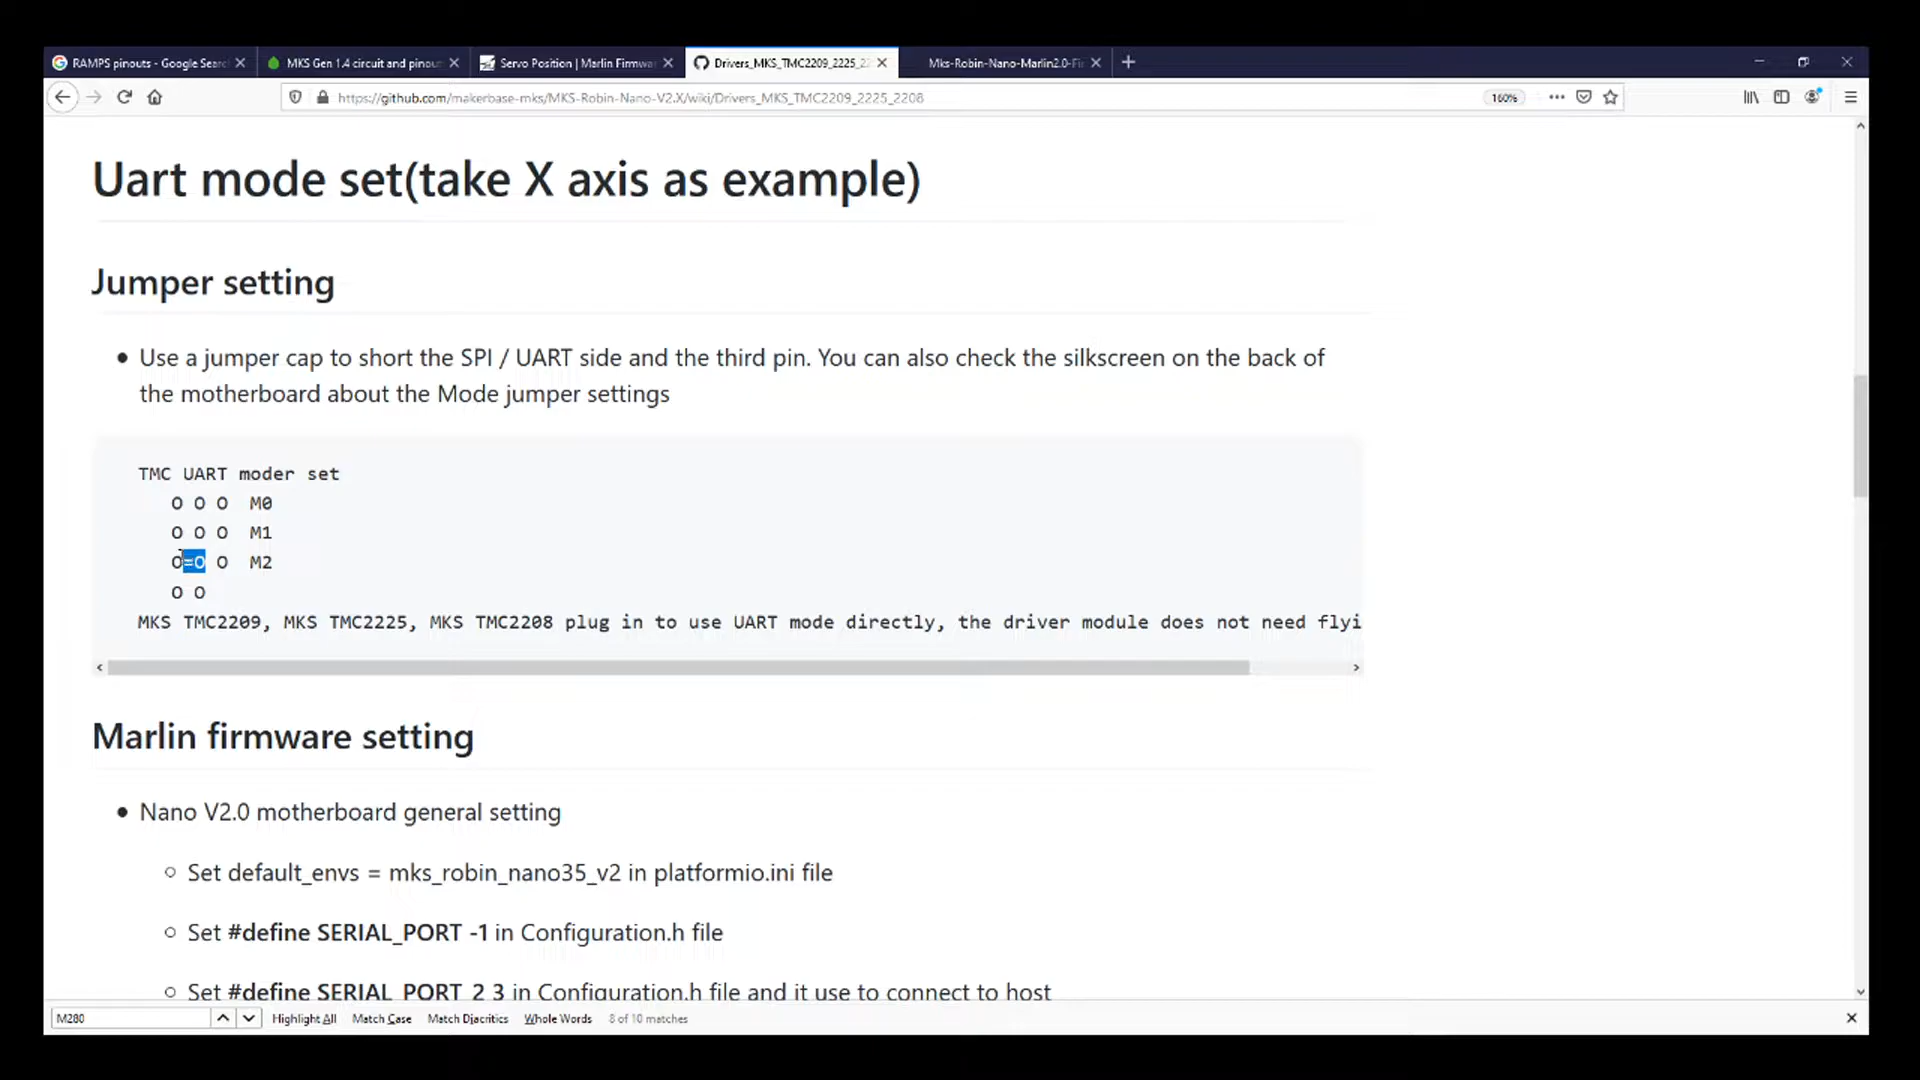 RAMPS pinouts - Google Searc
MKS Gen 1.4 circuit and pinou
Servo Position | Marlin Firmwa
Drivers_MKS_TMC2209_2225_2
Mks-Robin-Nano-Marlin2.0-Fi
https://github.com/makerbase-mks/MKS-Robin-Nano-V2.X/wiki/Drivers_MKS_TMC2209_2225_2208
160%
Uart mode set(take X axis as example)
Jumper setting
• Use a jumper cap to short the SPI / UART side and the third pin. You can also check the silkscreen on the back of
the motherboard about the Mode jumper settings
TMC UART moder set
O O O M0
O O O M1
O=O O M2
O O
MKS TMC2209, MKS TMC2225, MKS TMC2208 plug in to use UART mode directly, the driver module does not need flyi
Marlin firmware setting
• Nano V2.0 motherboard general setting
○ Set default_envs = mks_robin_nano35_v2 in platformio.ini file
○ Set #define SERIAL_PORT -1 in Configuration.h file
○ Set #define SERIAL_PORT_2 3 in Configuration.h file and it use to connect to host
M280 Highlight All Match Case Match Diacritics Whole Words 8 of 10 matches